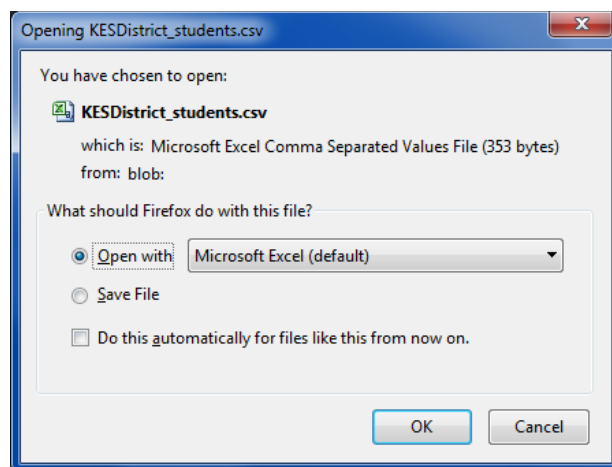 Opening KESDistrict_students.csv
You have chosen to open:
KESDistrict_students.csv
which is: Microsoft Excel Comma Separated Values File (353 bytes)
from: blob:
What should Firefox do with this file?
Open with Microsoft Excel (default)
Save File
Do this automatically for files like this from now on.
OK Cancel